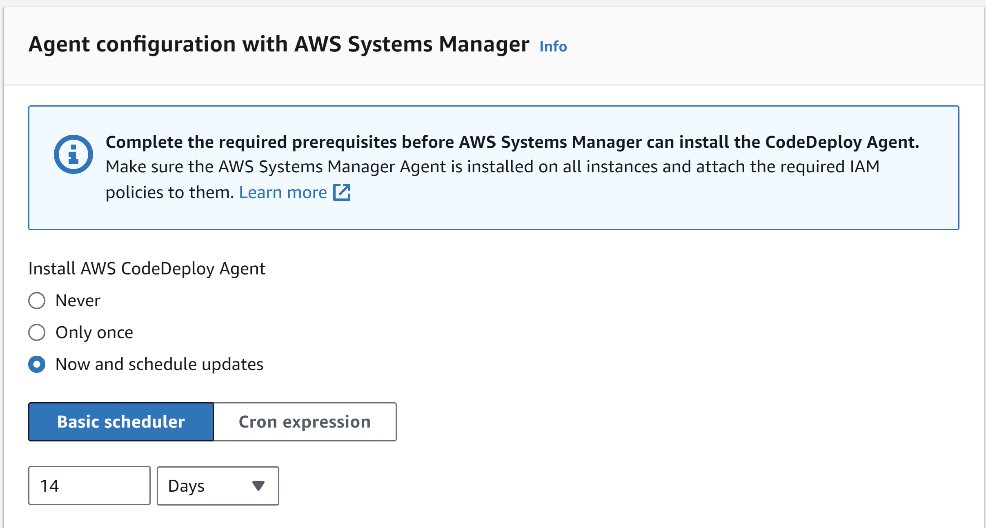 Agent configuration with AWS Systems Manager Info
Complete the required prerequisites before AWS Systems Manager can install the CodeDeploy Agent.
Make sure the AWS Systems Manager Agent is installed on all instances and attach the required IAM
policies to them. Learn more
Install AWS CodeDeploy Agent
Never
Only once
Now and schedule updates
Basic scheduler Cron expression
14 Days